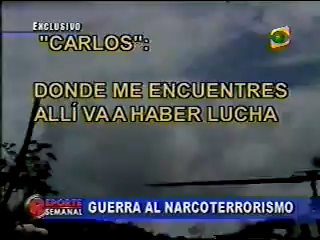 EXCLUSIVO
"CARLOS":
DONDE ME ENCUENTRES
ALLÍ VA A HABER LUCHA
REPORTE
SEMANAL
GUERRA AL NARCOTERRORISMO